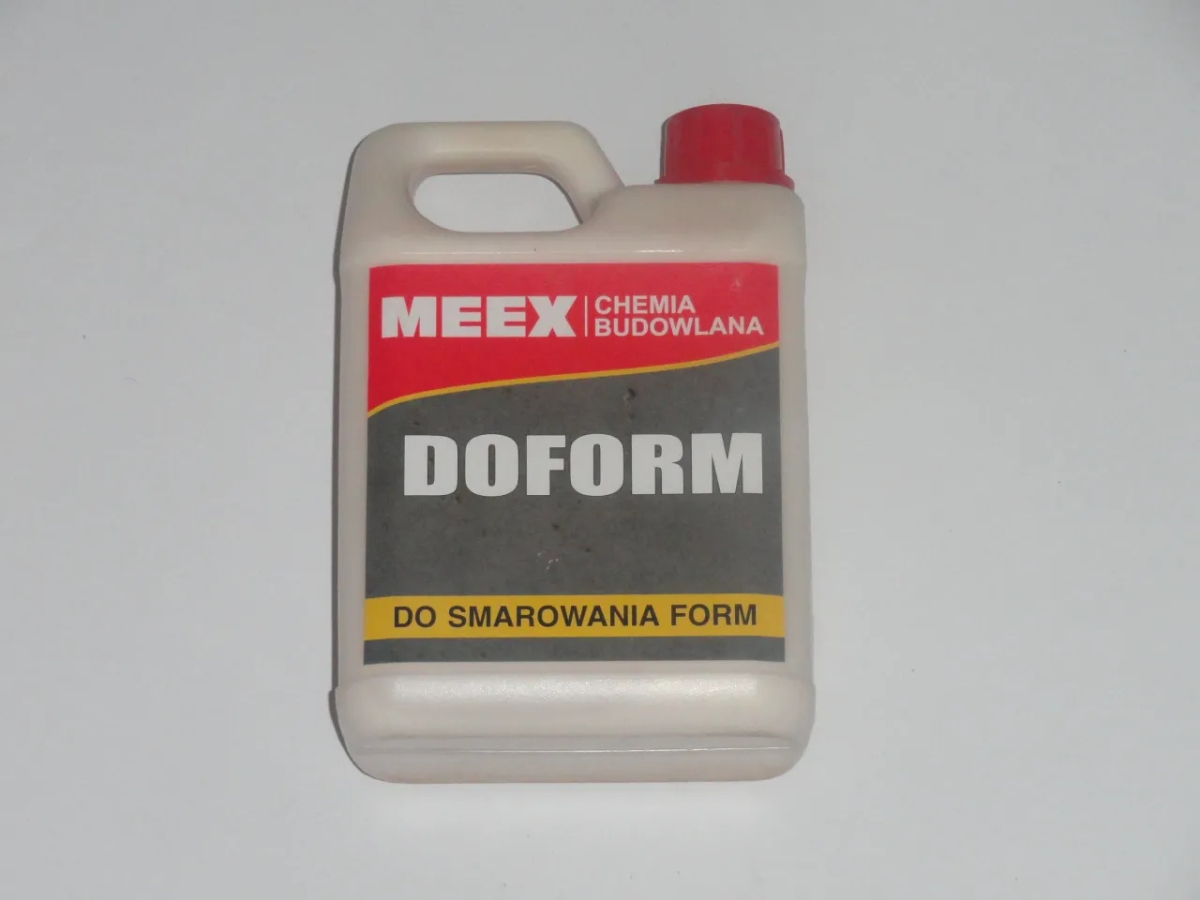 MEEX
CHEMIA
BUDOWLANA
DOFORM
DO SMAROWANIA FORM